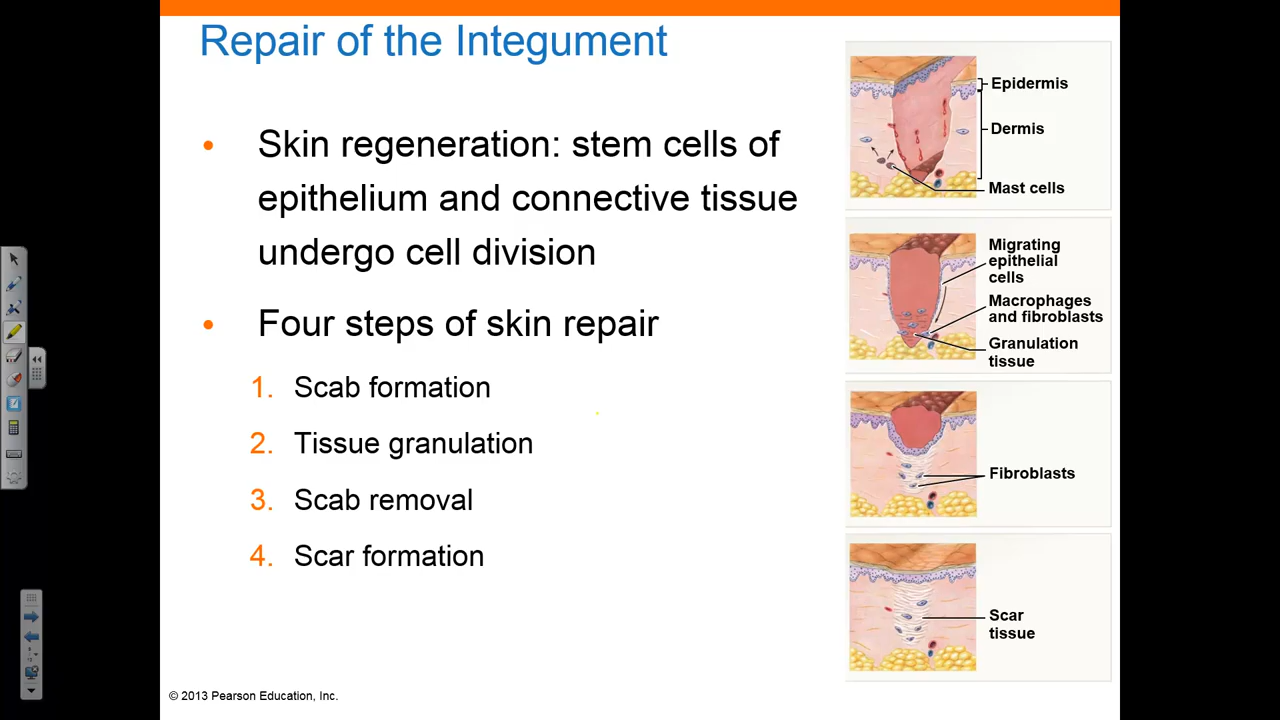 Repair of the Integument
• Skin regeneration: stem cells of
epithelium and connective tissue
undergo cell division
• Four steps of skin repair
1. Scab formation
2. Tissue granulation
3. Scab removal
4. Scar formation
Epidermis
Dermis
Mast cells
Migrating
epithelial
cells
Macrophages
and fibroblasts
Granulation
tissue
Fibroblasts
Scar
tissue
© 2013 Pearson Education, Inc.